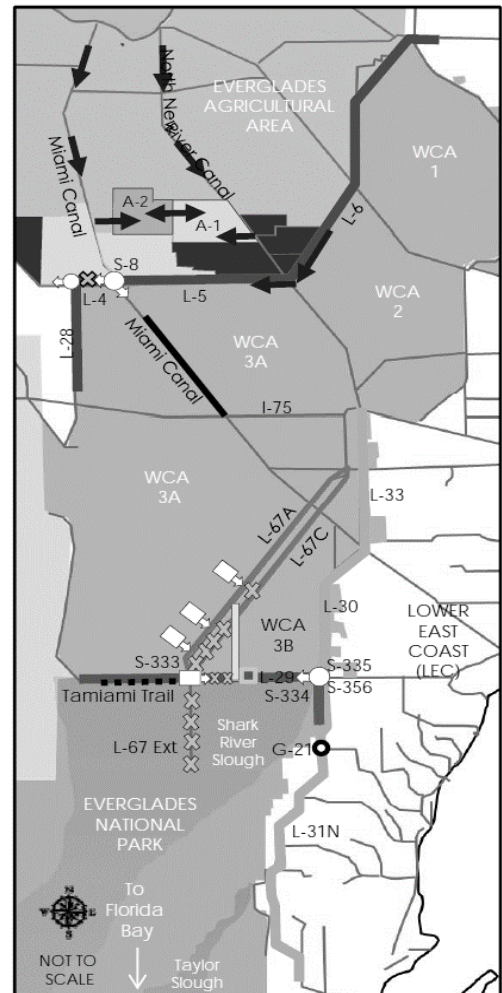 EVERGLADES
AGRICULTURAL
AREA
North New River Canal
Miami Canal
WCA
1
A-2
A-1
L-6
S-8
L-4
L-5
WCA
2
L-28
Miami Canal
WCA
3A
I-75
WCA
3A
L-67A
L-67C
L-33
L-30
WCA
3B
LOWER
EAST
COAST
(LEC)
S-333
L-29
S-335
S-334
S-356
Tamiami Trail
L-67 Ext
Shark
River
Slough
G-21
EVERGLADES
NATIONAL
PARK
L-31N
N
W
E
S
To
Florida
Bay
NOT TO
SCALE
Taylor
Slough